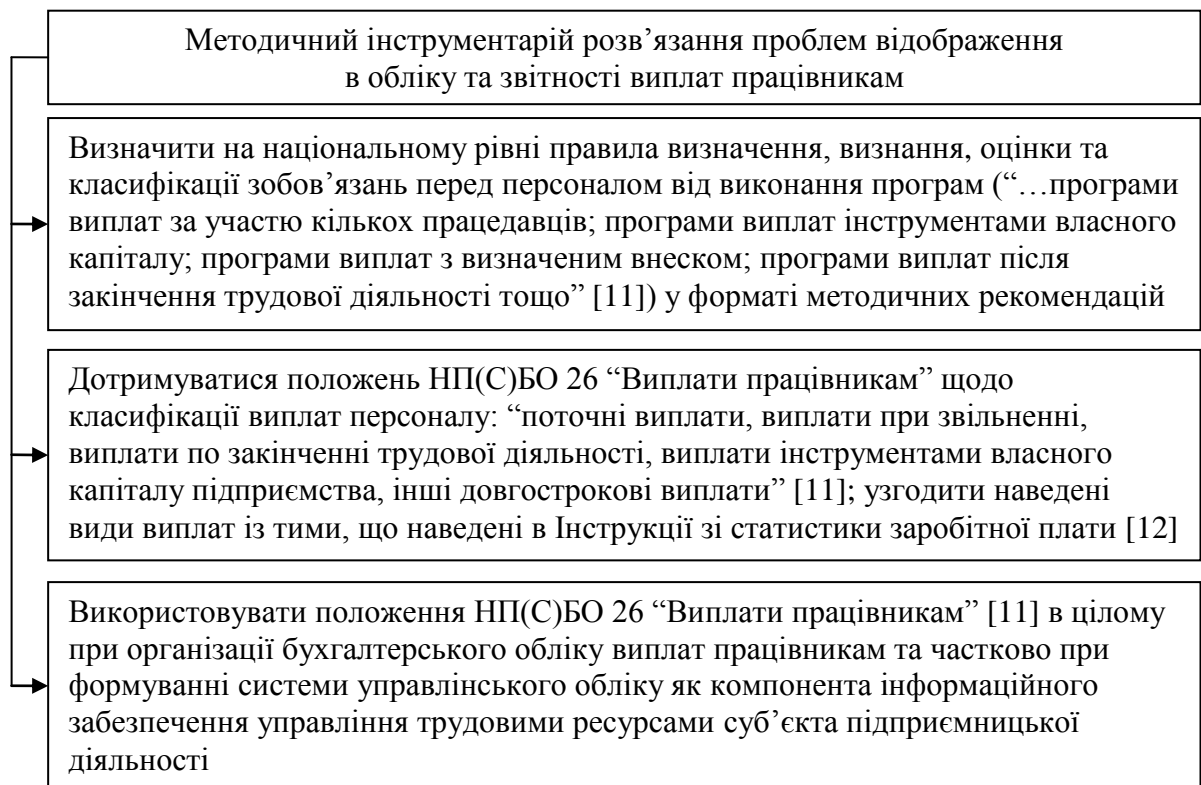 Методичний інструментарій розв’язання проблем відображення
в обліку та звітності виплат працівникам
Визначити на національному рівні правила визначення, визнання, оцінки та
класифікації зобов’язань перед персоналом від виконання програм (“…програми
виплат за участю кількох працедавців; програми виплат інструментами власного
капіталу; програми виплат з визначеним внеском; програми виплат після
закінчення трудової діяльності тощо” [11]) у форматі методичних рекомендацій
Дотримуватися положень НП(С)БО 26 “Виплати працівникам” щодо
класифікації виплат персоналу: “поточні виплати, виплати при звільненні,
виплати по закінченні трудової діяльності, виплати інструментами власного
капіталу підприємства, інші довгострокові виплати” [11]; узгодити наведені
види виплат із тими, що наведені в Інструкції зі статистики заробітної плати [12]
Використовувати положення НП(С)БО 26 “Виплати працівникам” [11] в цілому
при організації бухгалтерського обліку виплат працівникам та частково при
формуванні системи управлінського обліку як компонента інформаційного
забезпечення управління трудовими ресурсами суб’єкта підприємницької
діяльності